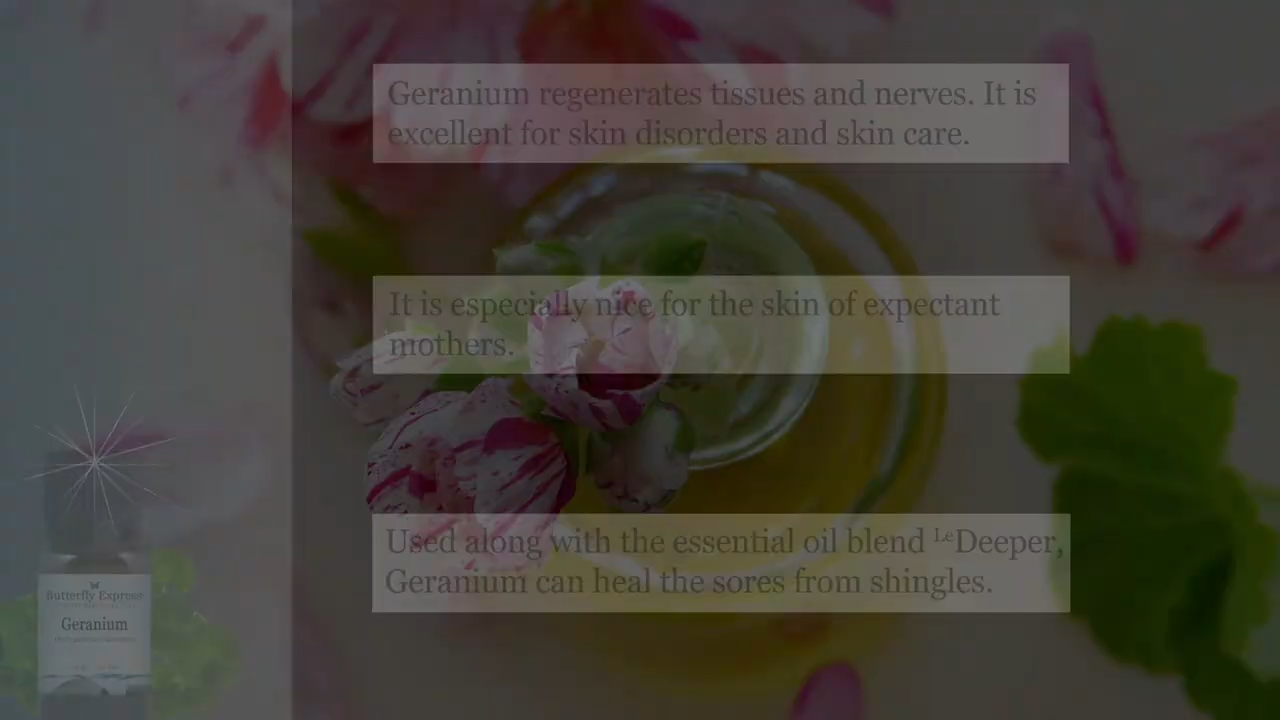 Geranium regenerates tissues and nerves. It is
excellent for skin disorders and skin care.
It is especially nice for the skin of expectant
mothers.
Used along with the essential oil blend LeDeeper,
Geranium can heal the sores from shingles.
Butterfly Express
Geranium